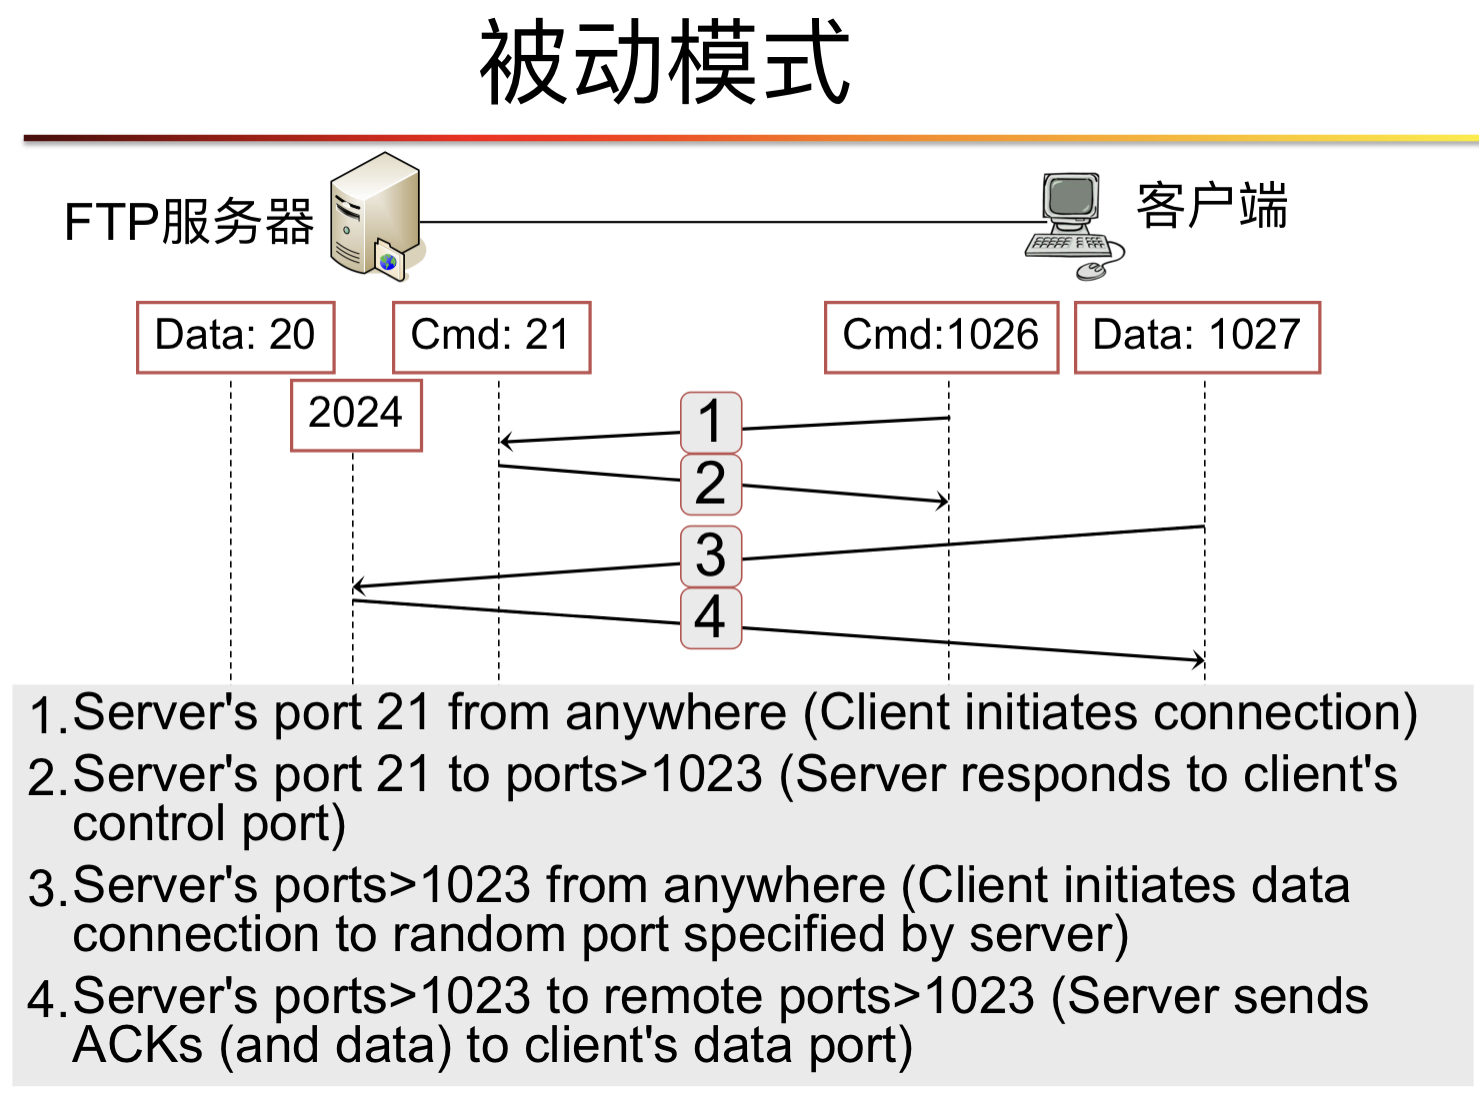 被动模式
FTP服务器
客户端
Data: 20
Cmd: 21
Cmd:1026
Data: 1027
2024
1
2
3
4
1.Server's port 21 from anywhere (Client initiates connection)
2.Server's port 21 to ports>1023 (Server responds to client's
control port)
3.Server's ports>1023 from anywhere (Client initiates data
connection to random port specified by server)
4.Server's ports>1023 to remote ports>1023 (Server sends
ACKs (and data) to client's data port)